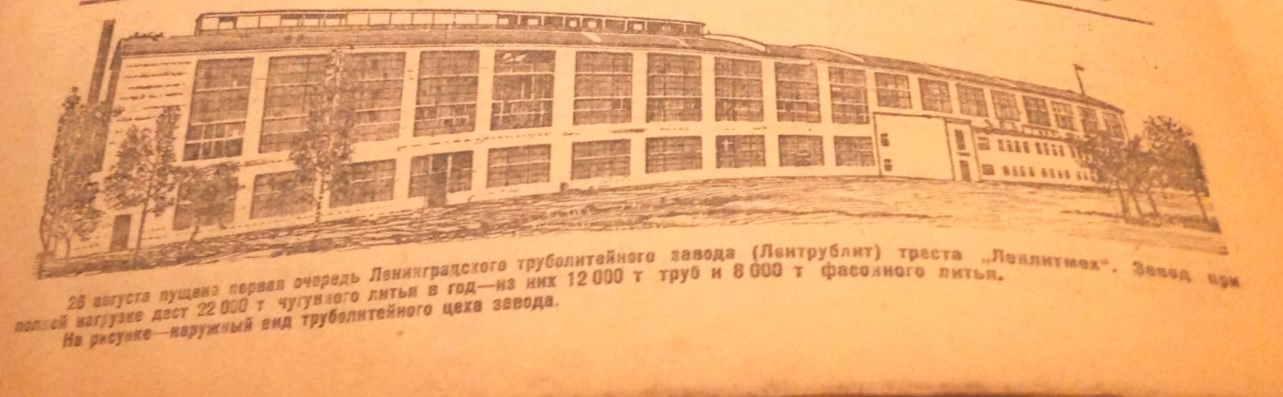 26 августа пущена первая очередь Ленинградского труболитейного завода (Лентрублит) треста „Ленлитмех“. Завод при
полной нагрузке даст 22 000 т чугунного литья в год—из них 12 000 т труб и 8 000 т фасонного литья.
На рисунке—наружный вид труболитейного цеха завода.